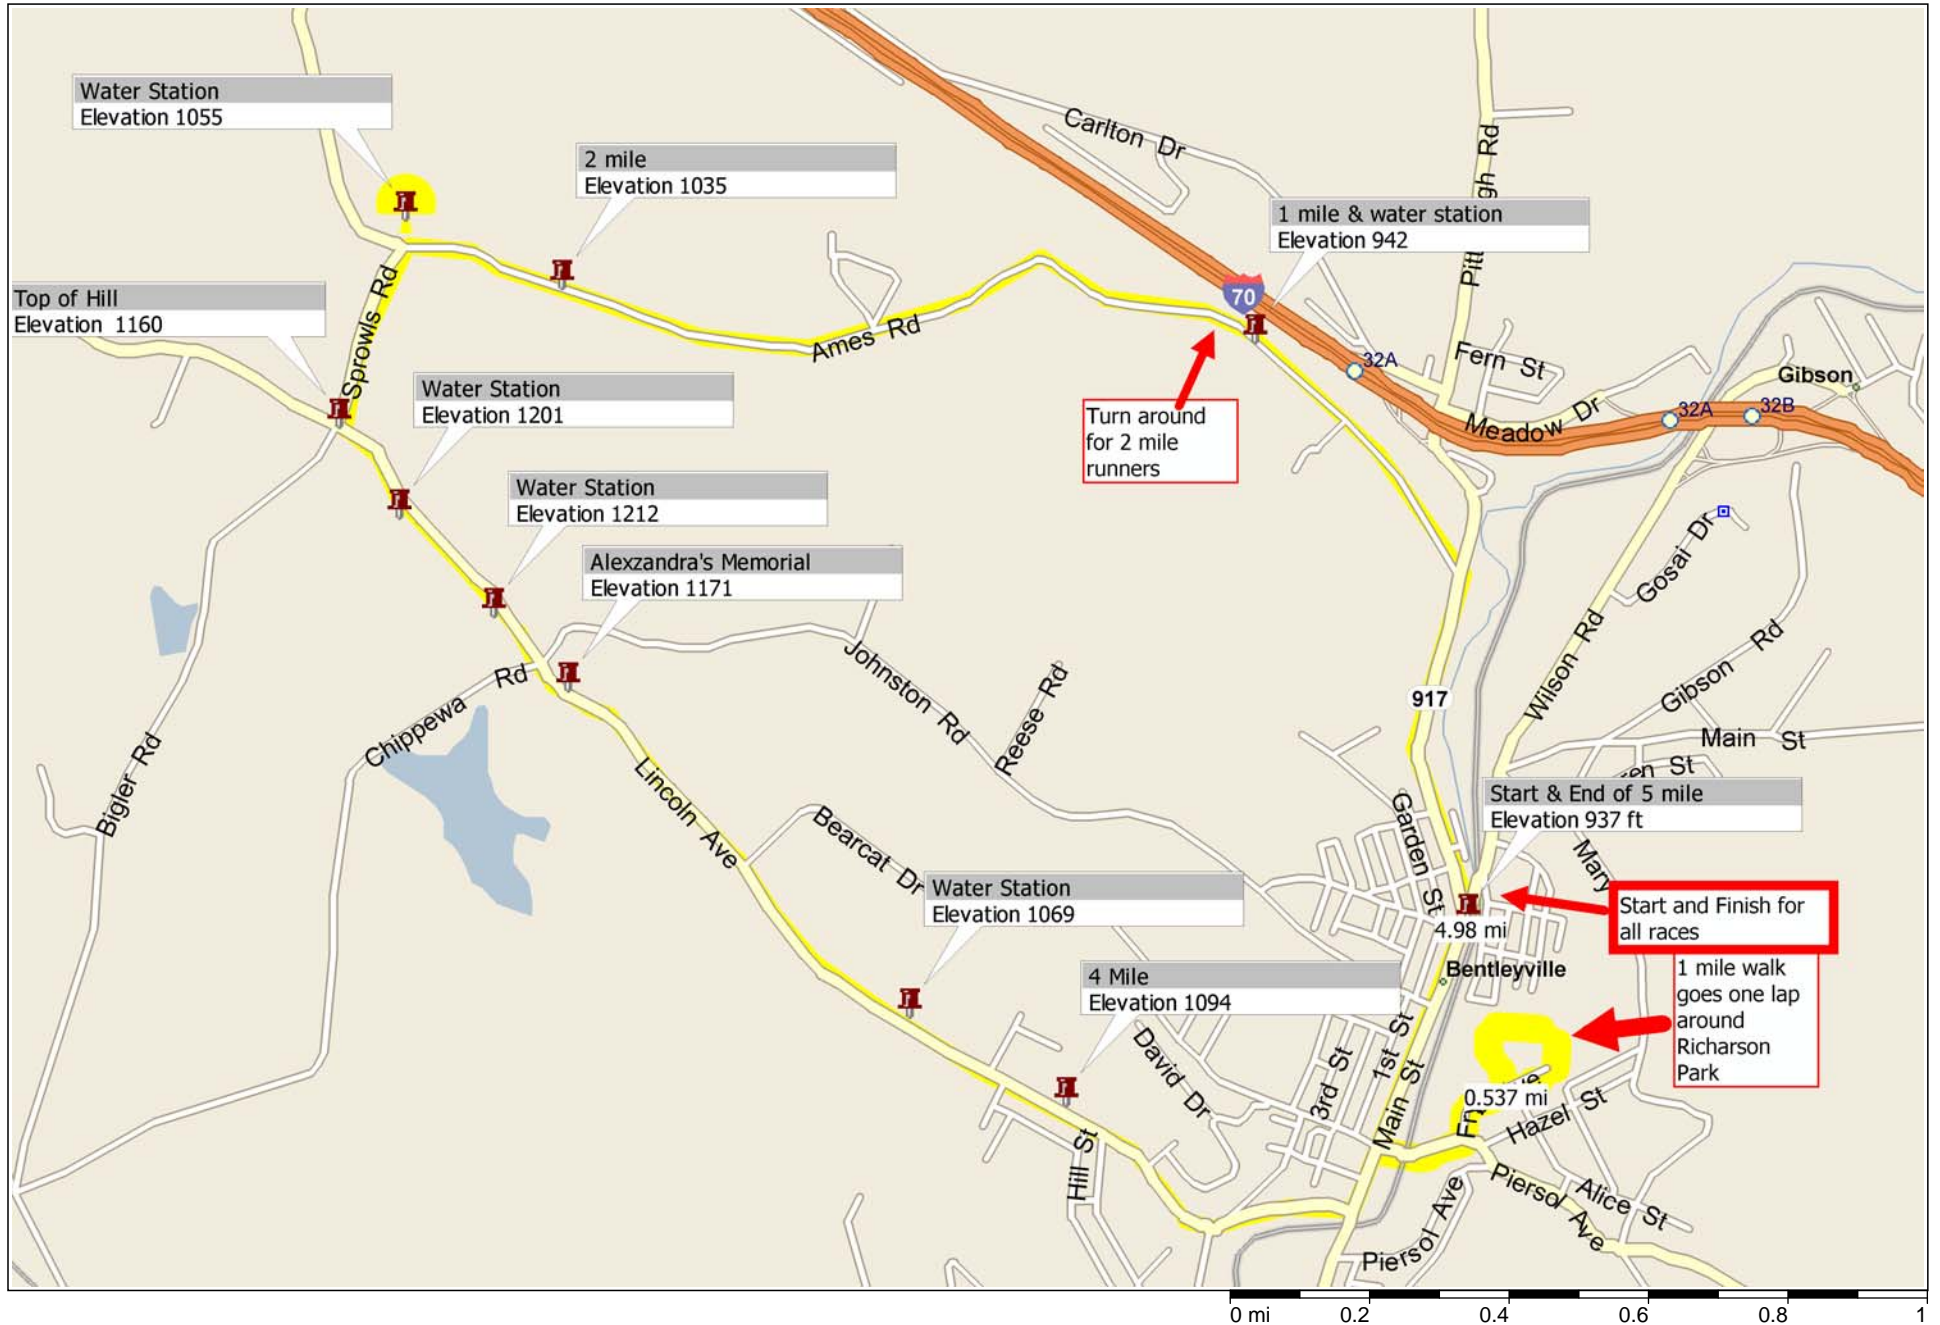 Water Station
Elevation 1055
2 mile
Elevation 1035
Carlton Dr
1 mile & water station
Elevation 942
70
Top of Hill
Elevation  1160
Sprowls Rd
Ames Rd
32A
Fern St
Gibson
Meadow Dr
32A
32B
Water Station
Elevation 1201
Turn around
for 2 mile
runners
Water Station
Elevation 1212
Gosai Dr
Alexzandra's Memorial
Elevation 1171
Chippewa Rd
Johnston Rd
Reese Rd
917
Wilson Rd
Gibson Rd
Main St
Bigler Rd
Lincoln Ave
Bearcat Dr
Garden St
Start & End of 5 mile
Elevation 937 ft
Mary
Water Station
Elevation 1069
Start and Finish for
all races
4.98 mi
Bentleyville
4 Mile
Elevation 1094
1 mile walk
goes one lap
around
Richarson
Park
David Dr
3rd St
1st St
Main St
0.537 mi
Hazel St
Hill St
Piersol Ave
Piersol Ave
Alice St
0 mi
0.2
0.4
0.6
0.8
1